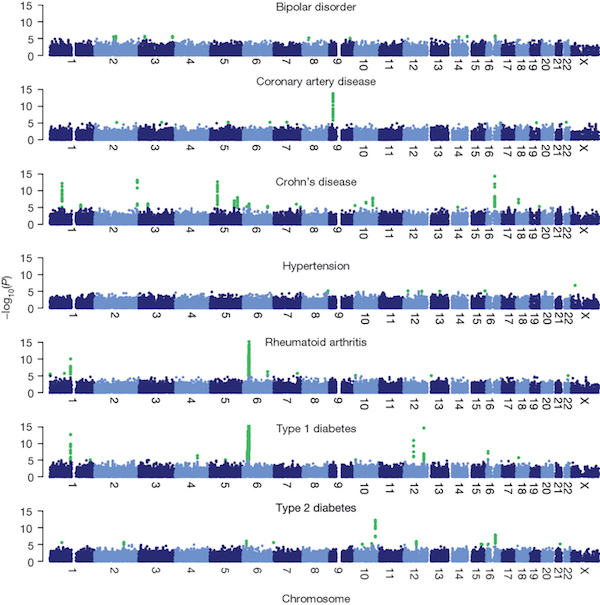 Bipolar disorder
15
10
5
0
1 2 3 4 5 6 7 8 9 10 11 12 13 14 15 16 17 18 19 20 21 22 X
Coronary artery disease
15
10
5
0
1 2 3 4 5 6 7 8 9 10 11 12 13 14 15 16 17 18 19 20 21 22 X
Crohn's disease
15
10
5
0
1 2 3 4 5 6 7 8 9 10 11 12 13 14 15 16 17 18 19 20 21 22 X
Hypertension
15
10
5
0
1 2 3 4 5 6 7 8 9 10 11 12 13 14 15 16 17 18 19 20 21 22 X
−log10(P)
Rheumatoid arthritis
15
10
5
0
1 2 3 4 5 6 7 8 9 10 11 12 13 14 15 16 17 18 19 20 21 22 X
Type 1 diabetes
15
10
5
0
1 2 3 4 5 6 7 8 9 10 11 12 13 14 15 16 17 18 19 20 21 22 X
Type 2 diabetes
15
10
5
0
1 2 3 4 5 6 7 8 9 10 11 12 13 14 15 16 17 18 19 20 21 22 X
Chromosome